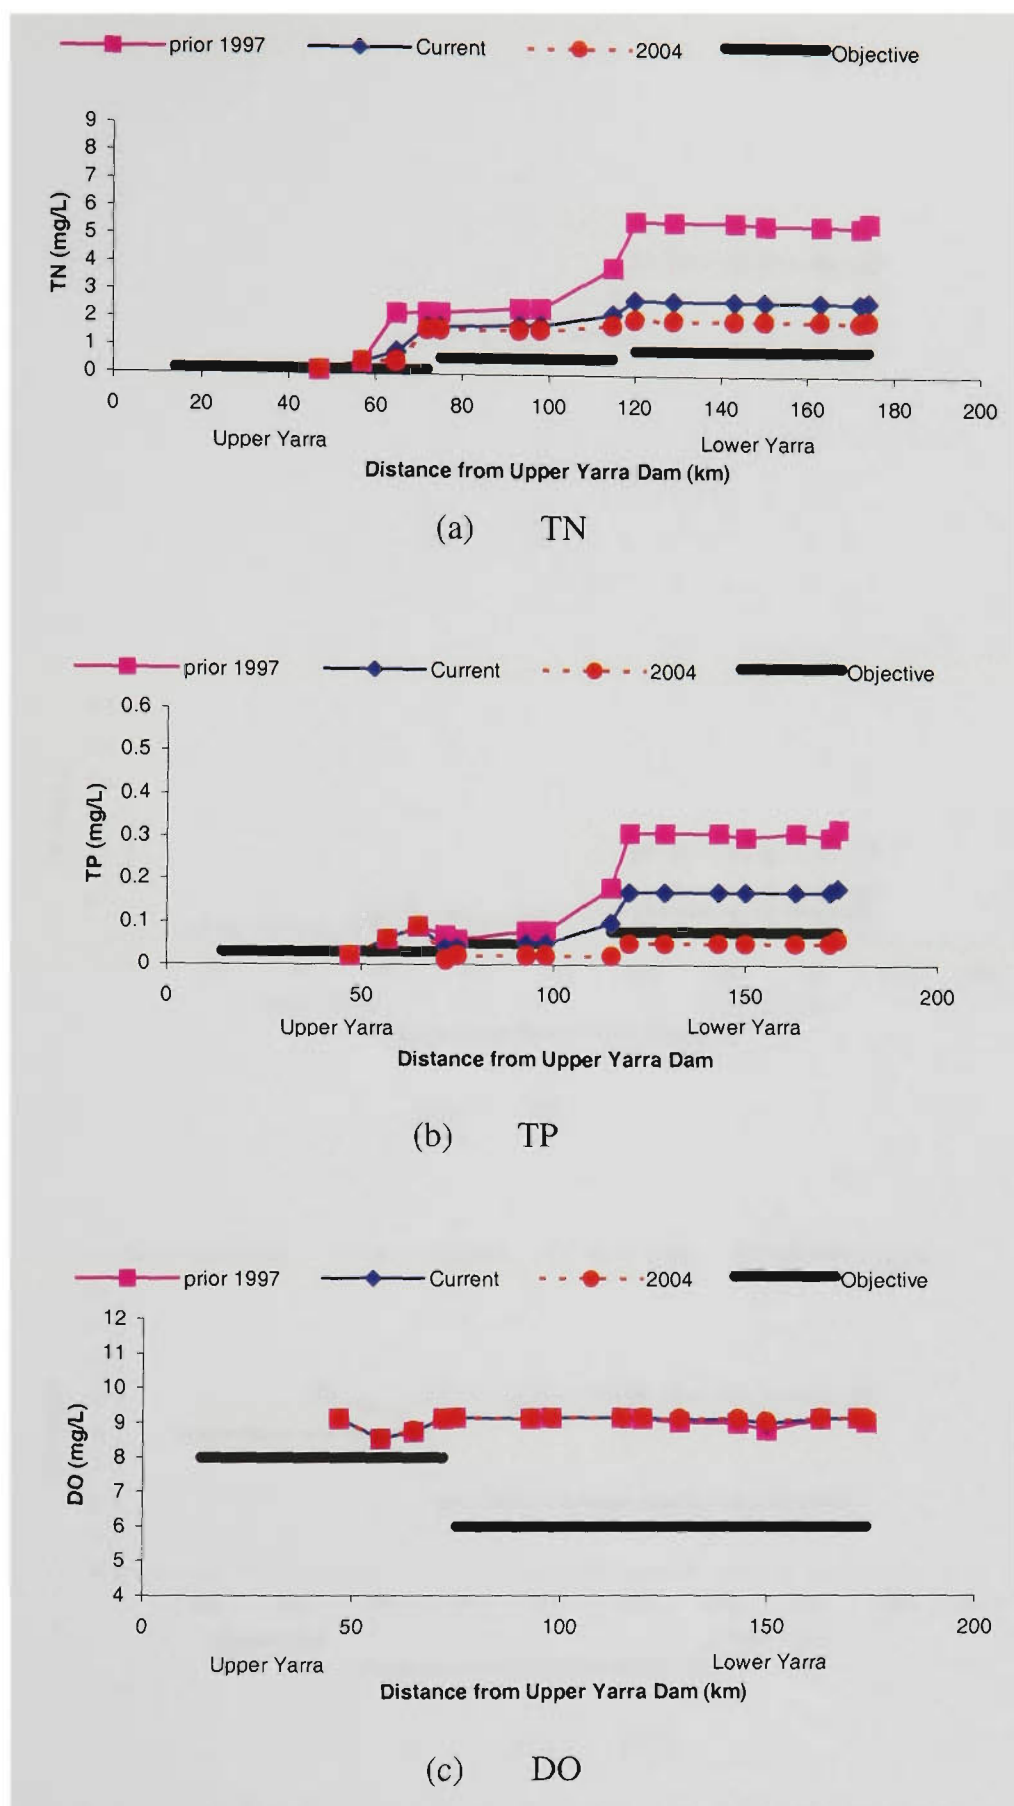 prior 1997 Current 2004 Objective
9
8
7
6
5
4
3
2
1
0
TN (mg/L)
0 20 40 60 80 100 120 140 160 180 200
Upper Yarra Lower Yarra
Distance from Upper Yarra Dam (km)
(a) TN
prior 1997 Current 2004 Objective
0.6
0.5
0.4
0.3
0.2
0.1
0
TP (mg/L)
0 50 100 150 200
Upper Yarra Lower Yarra
Distance from Upper Yarra Dam
(b) TP
prior 1997 Current 2004 Objective
12
11
10
9
8
7
6
5
4
DO (mg/L)
0 50 100 150 200
Upper Yarra Lower Yarra
Distance from Upper Yarra Dam (km)
(c) DO